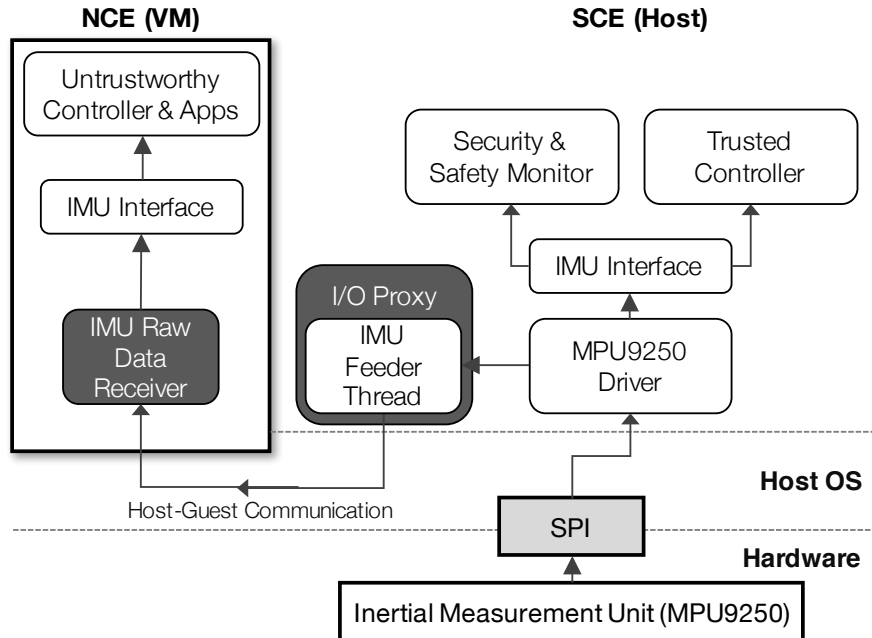 NCE (VM)
SCE (Host)
Untrustworthy
Controller & Apps
IMU Interface
IMU Raw
Data
Receiver
Security &
Safety Monitor
Trusted
Controller
IMU Interface
I/O Proxy
IMU
Feeder
Thread
MPU9250
Driver
Host-Guest Communication
Host OS
SPI
Hardware
Inertial Measurement Unit (MPU9250)